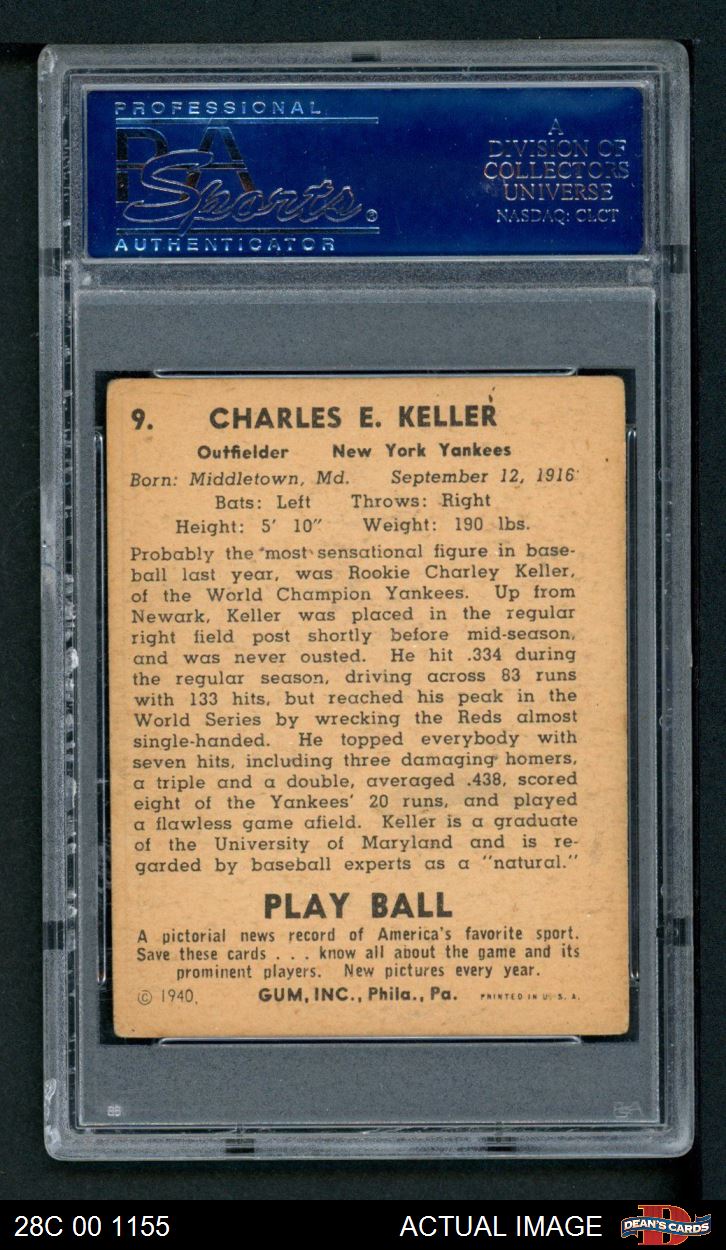 PROFESSIONAL
PSA
Sports®
AUTHENTICATOR
A
DIVISION OF
COLLECTORS
UNIVERSE
NASDAQ: CLCT
9. CHARLES E. KELLER
Outfielder New York Yankees
Born: Middletown, Md. September 12, 1916
Bats: Left Throws: Right
Height: 5' 10" Weight: 190 lbs.
Probably the most sensational figure in base-
ball last year, was Rookie Charley Keller,
of the World Champion Yankees. Up from
Newark, Keller was placed in the regular
right field post shortly before mid-season,
and was never ousted. He hit .334 during
the regular season, driving across 83 runs
with 133 hits, but reached his peak in the
World Series by wrecking the Reds almost
single-handed. He topped everybody with
seven hits, including three damaging homers,
a triple and a double, averaged .438, scored
eight of the Yankees' 20 runs, and played
a flawless game afield. Keller is a graduate
of the University of Maryland and is re-
garded by baseball experts as a "natural."
PLAY BALL
A pictorial news record of America's favorite sport.
Save these cards . . . know all about the game and its
prominent players. New pictures every year.
© 1940, GUM, INC., Phila., Pa. PRINTED IN U. S. A.
PSA
28C 00 1155 ACTUAL IMAGE DEAN'S CARDS